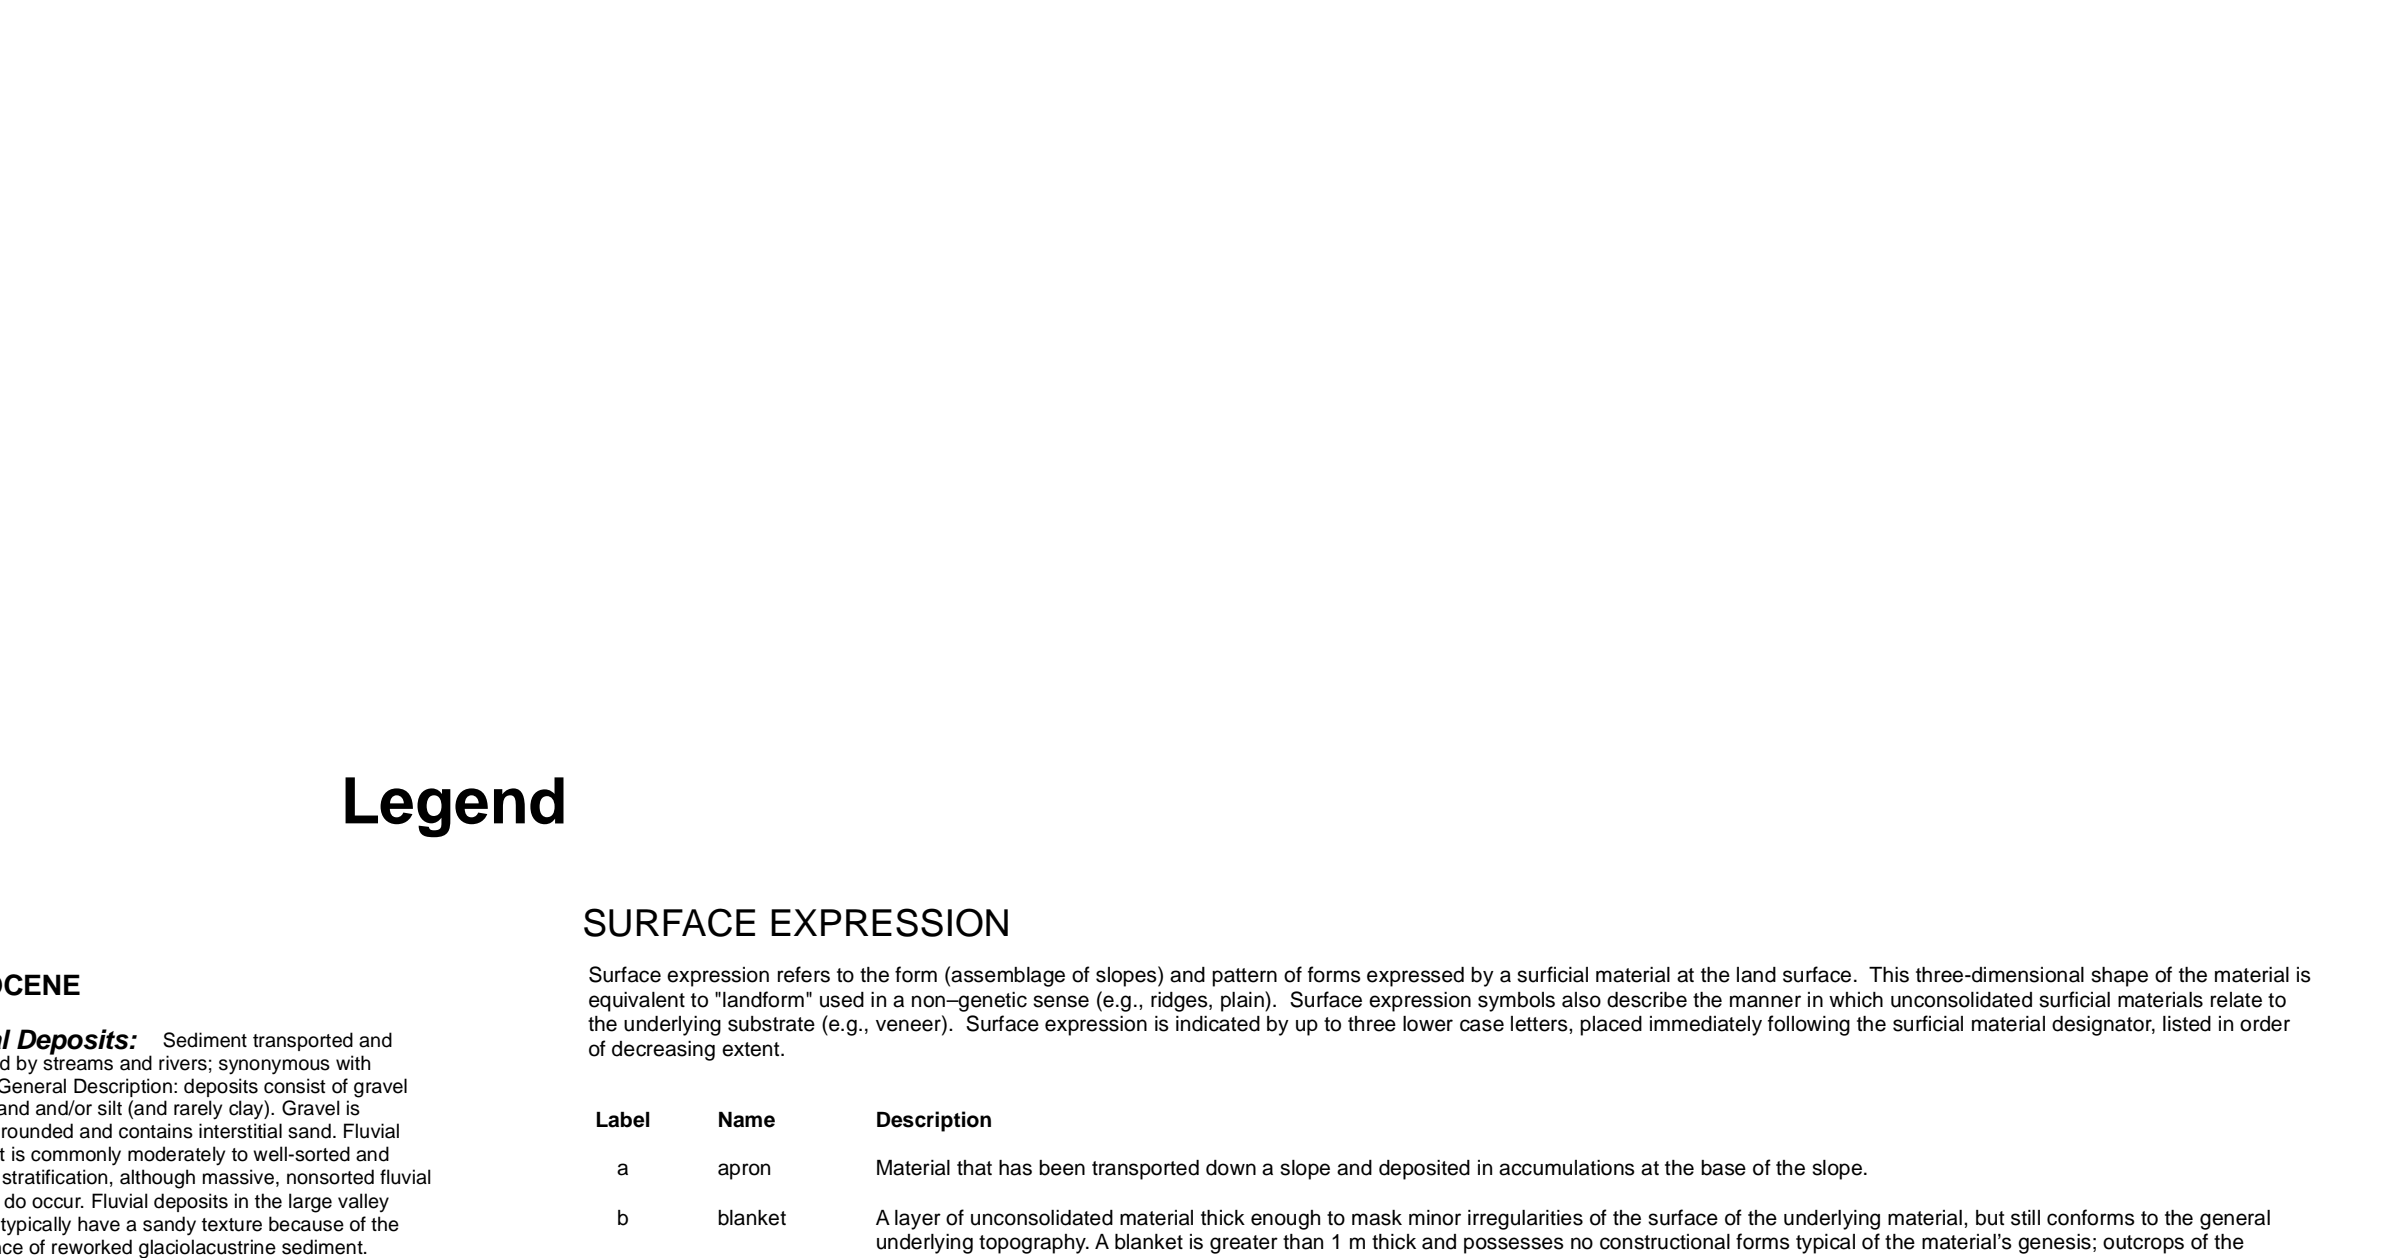 Legend
OCENE
l Deposits: Sediment transported and
d by streams and rivers; synonymous with
General Description: deposits consist of gravel
and and/or silt (and rarely clay). Gravel is
rounded and contains interstitial sand. Fluvial
t is commonly moderately to well-sorted and
stratification, although massive, nonsorted fluvial
do occur. Fluvial deposits in the large valley
typically have a sandy texture because of the
ce of reworked glaciolacustrine sediment.
SURFACE EXPRESSION
Surface expression refers to the form (assemblage of slopes) and pattern of forms expressed by a surficial material at the land surface.  This three-dimensional shape of the material is
equivalent to "landform" used in a non–genetic sense (e.g., ridges, plain).  Surface expression symbols also describe the manner in which unconsolidated surficial materials relate to
the underlying substrate (e.g., veneer).  Surface expression is indicated by up to three lower case letters, placed immediately following the surficial material designator, listed in order
of decreasing extent.
Label Name Description
a apron Material that has been transported down a slope and deposited in accumulations at the base of the slope.
b blanket A layer of unconsolidated material thick enough to mask minor irregularities of the surface of the underlying material, but still conforms to the general
underlying topography. A blanket is greater than 1 m thick and possesses no constructional forms typical of the material’s genesis; outcrops of the